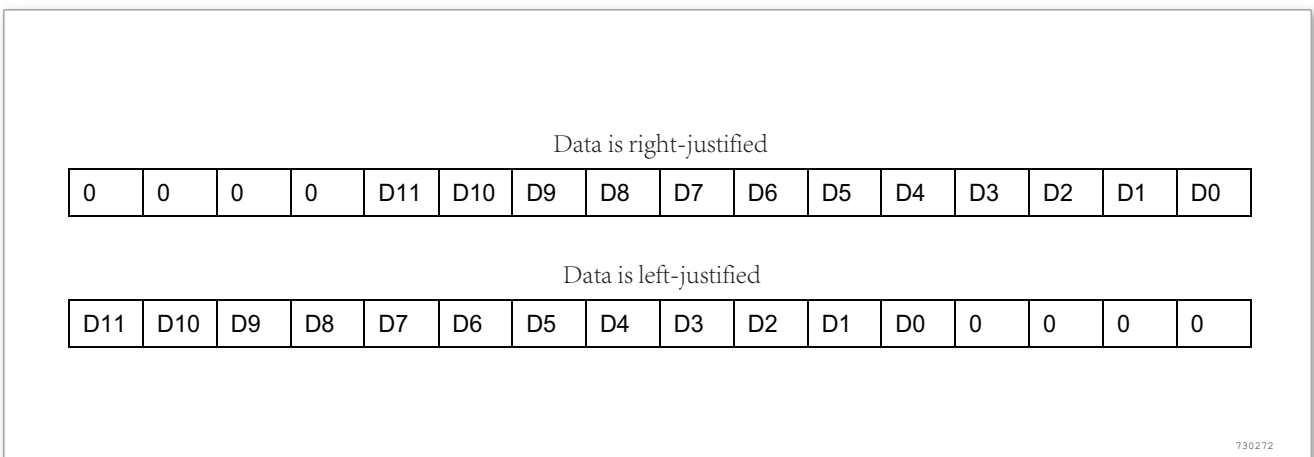 Data is right-justified
0 0 0 0 D11 D10 D9 D8 D7 D6 D5 D4 D3 D2 D1 D0
Data is left-justified
D11 D10 D9 D8 D7 D6 D5 D4 D3 D2 D1 D0 0 0 0 0
730272